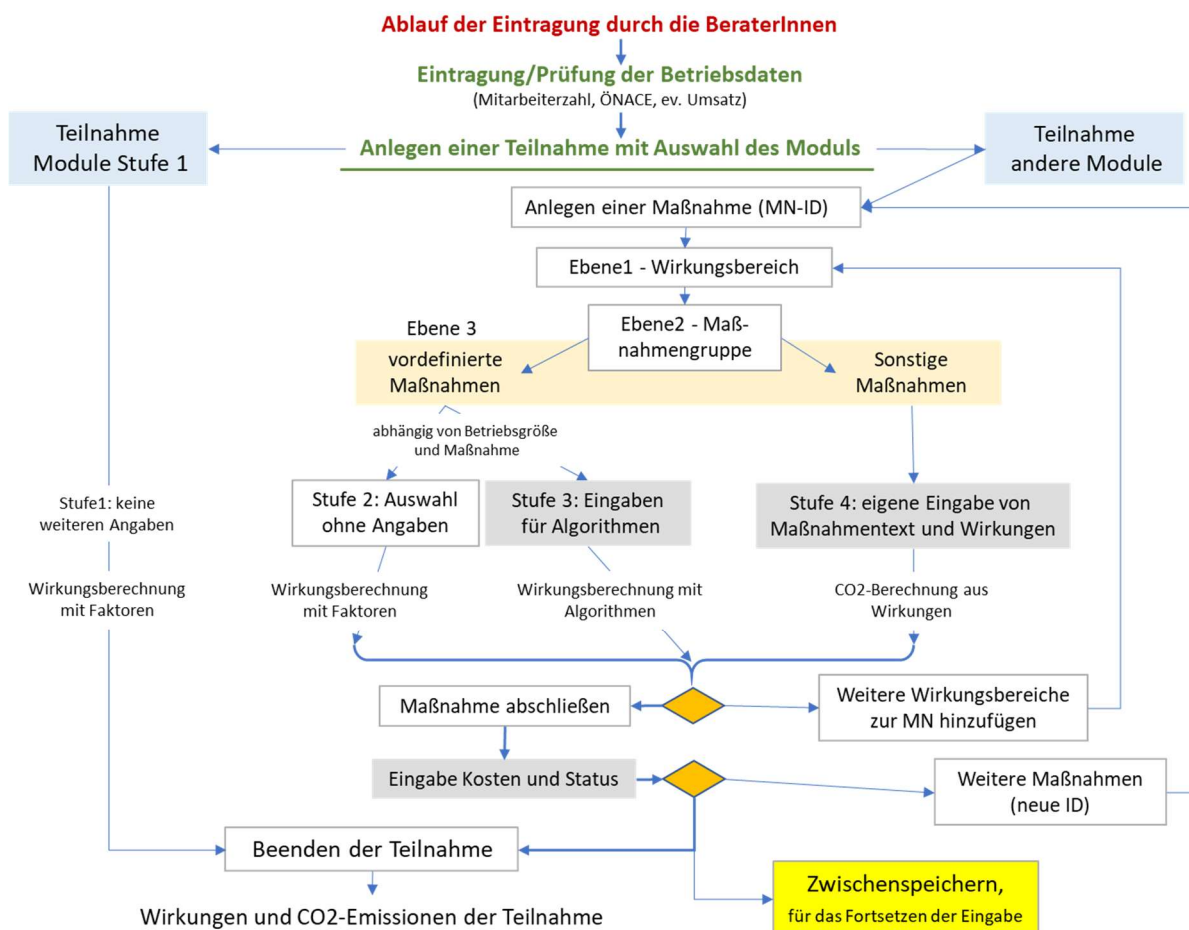 Ablauf der Eintragung durch die BeraterInnen
Eintragung/Prüfung der Betriebsdaten
(Mitarbeiterzahl, ÖNACE, ev. Umsatz)
Teilnahme
Module Stufe 1
Anlegen einer Teilnahme mit Auswahl des Moduls
Teilnahme
andere Module
Anlegen einer Maßnahme (MN-ID)
Ebene1 - Wirkungsbereich
Ebene2 - Maß-
nahmengruppe
Ebene 3
vordefinierte
Maßnahmen
Sonstige
Maßnahmen
abhängig von Betriebsgröße
und Maßnahme
Stufe1: keine
weiteren Angaben
Stufe 2: Auswahl
ohne Angaben
Stufe 3: Eingaben
für Algorithmen
Stufe 4: eigene Eingabe von
Maßnahmentext und Wirkungen
Wirkungsberechnung
mit Faktoren
Wirkungsberechnung
mit Faktoren
Wirkungsberechnung mit
Algorithmen
CO2-Berechnung aus
Wirkungen
Maßnahme abschließen
Weitere Wirkungsbereiche
zur MN hinzufügen
Eingabe Kosten und Status
Weitere Maßnahmen
(neue ID)
Beenden der Teilnahme
Zwischenspeichern,
für das Fortsetzen der Eingabe
Wirkungen und CO2-Emissionen der Teilnahme